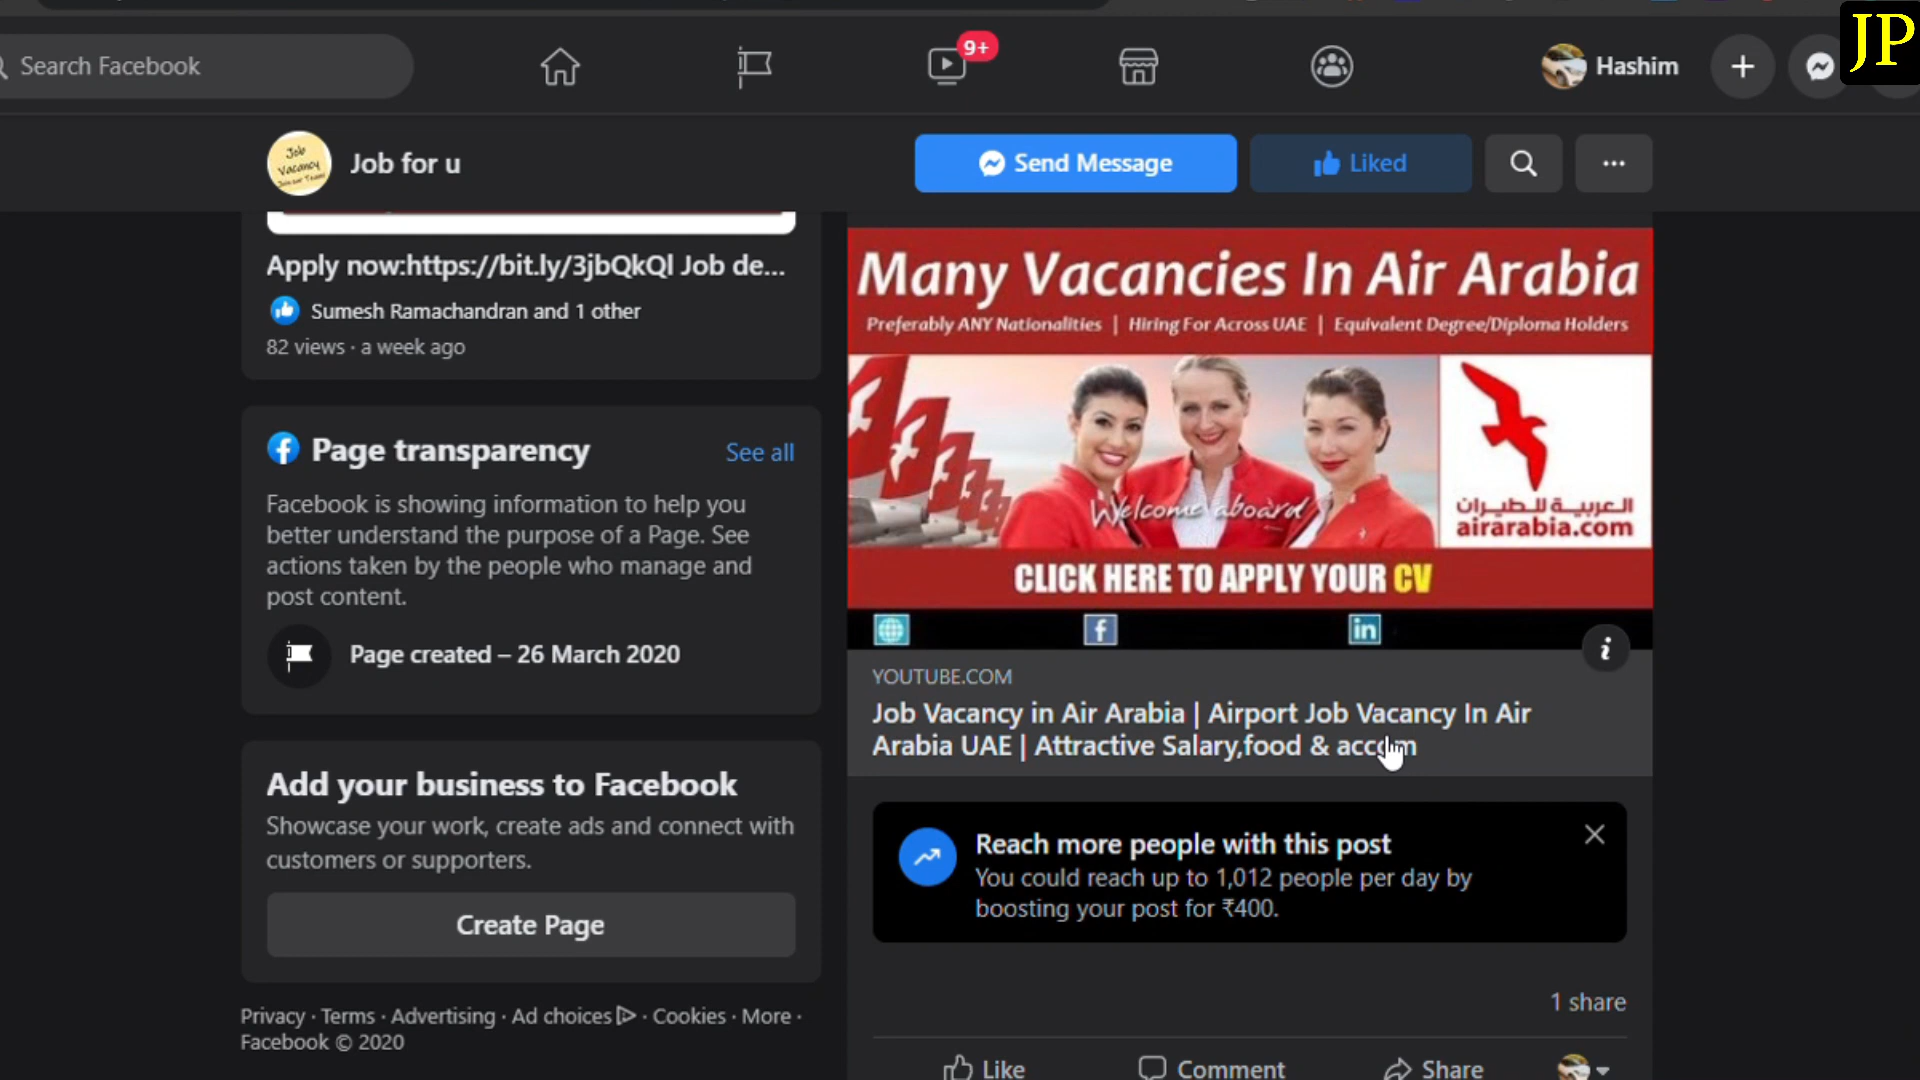 JP
Search Facebook
9+
Hashim
Job
Vacancy
Job for u
Send Message
Liked
Apply now:https://bit.ly/3jbQkQl Job de...
Sumesh Ramachandran and 1 other
82 views · a week ago
Page transparency
See all
Facebook is showing information to help you
better understand the purpose of a Page. See
actions taken by the people who manage and
post content.
Page created – 26 March 2020
Add your business to Facebook
Showcase your work, create ads and connect with
customers or supporters.
Create Page
Privacy · Terms · Advertising · Ad choices · Cookies · More ·
Facebook © 2020
Many Vacancies In Air Arabia
Preferably ANY Nationalities | Hiring For Across UAE | Equivalent Degree/Diploma Holders
Welcome aboard
العربية للطيران
airarabia.com
CLICK HERE TO APPLY YOUR CV
YOUTUBE.COM
Job Vacancy in Air Arabia | Airport Job Vacancy In Air
Arabia UAE | Attractive Salary,food & accom
Reach more people with this post
You could reach up to 1,012 people per day by
boosting your post for ₹400.
1 share
Like
Comment
Share